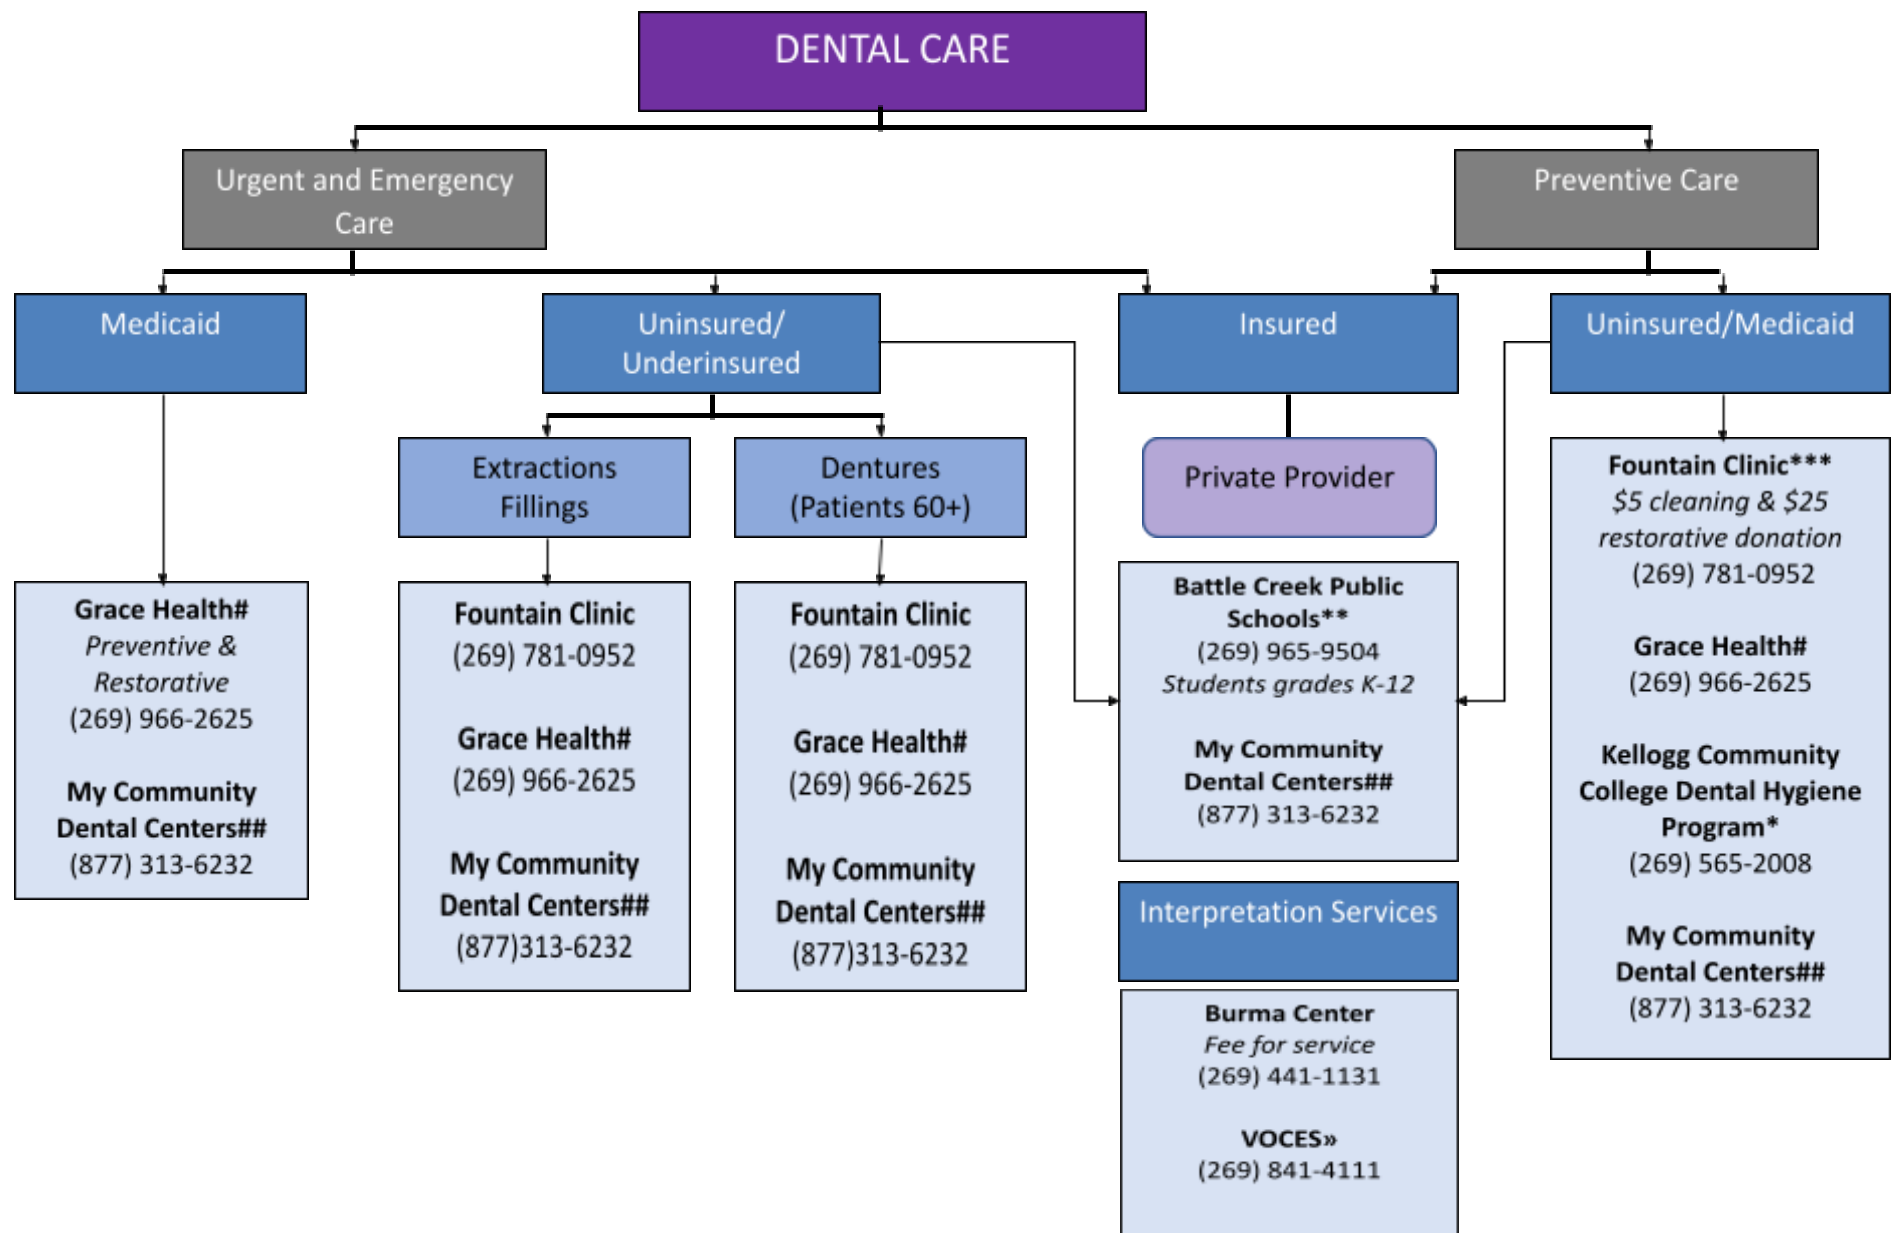 DENTAL CARE
Urgent and Emergency
Care
Preventive Care
Medicaid
Uninsured/
Underinsured
Insured
Uninsured/Medicaid
Extractions
Fillings
Dentures
(Patients 60+)
Private Provider
Grace Health#
Preventive &
Restorative
(269) 966-2625
My Community
Dental Centers##
(877) 313-6232
Fountain Clinic
(269) 781-0952
Grace Health#
(269) 966-2625
My Community
Dental Centers##
(877)313-6232
Fountain Clinic
(269) 781-0952
Grace Health#
(269) 966-2625
My Community
Dental Centers##
(877)313-6232
Battle Creek Public
Schools**
(269) 965-9504
Students grades K-12
My Community
Dental Centers##
(877) 313-6232
Interpretation Services
Burma Center
Fee for service
(269) 441-1131
VOCES»
(269) 841-4111
Fountain Clinic***
$5 cleaning & $25
restorative donation
(269) 781-0952
Grace Health#
(269) 966-2625
Kellogg Community
College Dental Hygiene
Program*
(269) 565-2008
My Community
Dental Centers##
(877) 313-6232